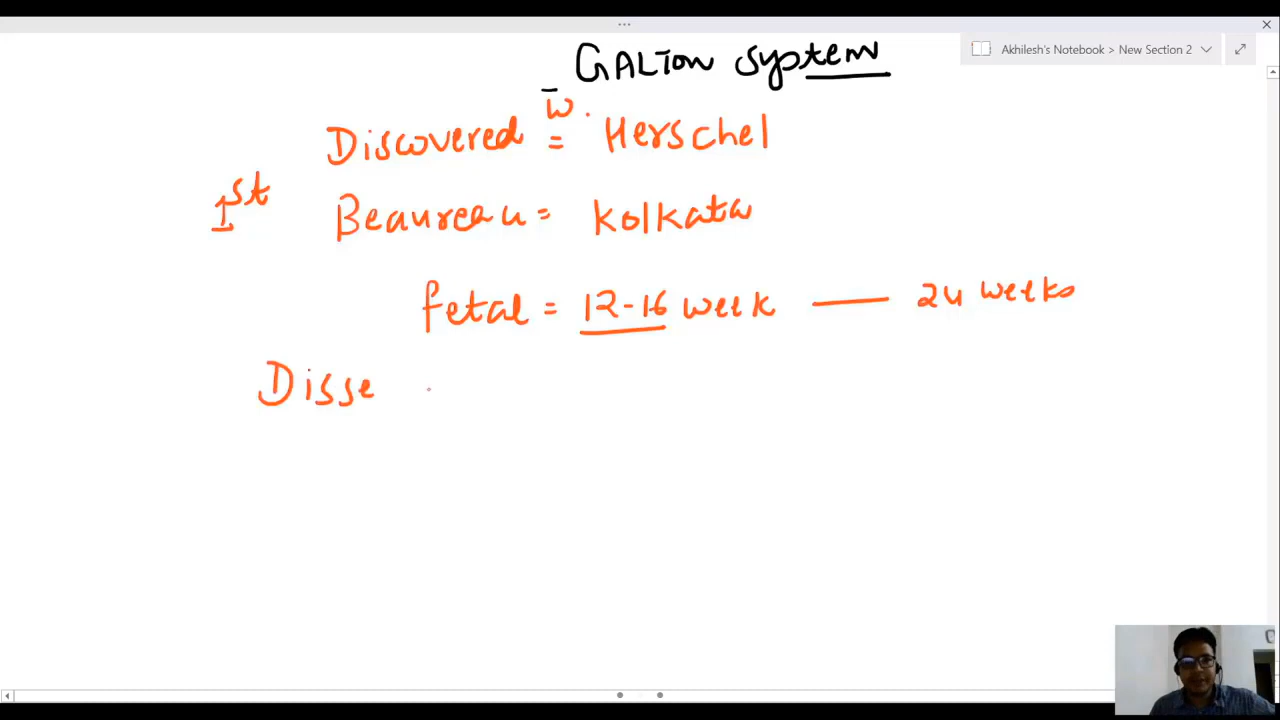 Akhilesh's Notebook > New Section 2
GALTON system
Discovered = W. Herschel
1st Beaureau = Kolkata
fetal = 12-16 week — 24 weeks
Disse